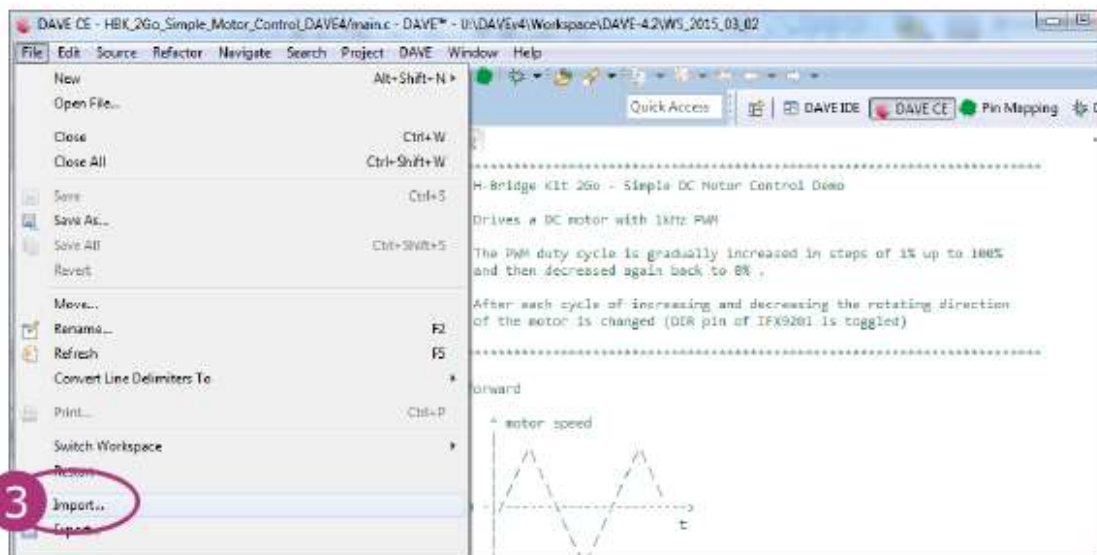 DAVE CE - HBK_2Go_Simple_Motor_Control_DAVE4/main.c - DAVE* - U:\DAVEv4\Workspace\DAVE-4.2\WS_2015_03_02
File Edit Source Refactor Navigate Search Project DAVE Window Help
New Alt+Shift+N
Open File...
Quick Access DAVE IDE DAVE CE Pin Mapping
Close Ctrl+W
Close All Ctrl+Shift+W
Save Ctrl+S
Save As...
Save All Ctrl+Shift+S
Revert
Move...
Rename... F2
Refresh F5
Convert Line Delimiters To
Print... Ctrl+P
Switch Workspace
Restart
3
Import...
Export...
H-Bridge Kit 2Go - Simple DC Motor Control Demo
Drives a DC motor with 1kHz PWM
The PWM duty cycle is gradually increased in steps of 1% up to 100%
and then decreased again back to 0% .
After each cycle of increasing and decreasing the rotating direction
of the motor is changed (DIR pin of IFX9201 is toggled)
orward
^ motor speed
t